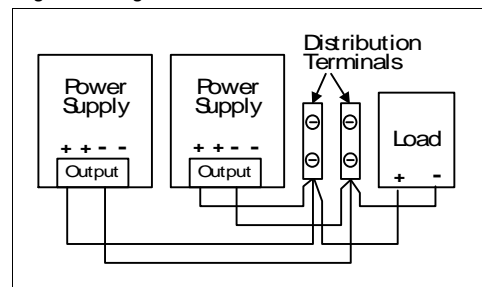 Distribution
Terminals
Power
Supply
+ + - -
Output
Power
Supply
+ + - -
Output
Load
+ -